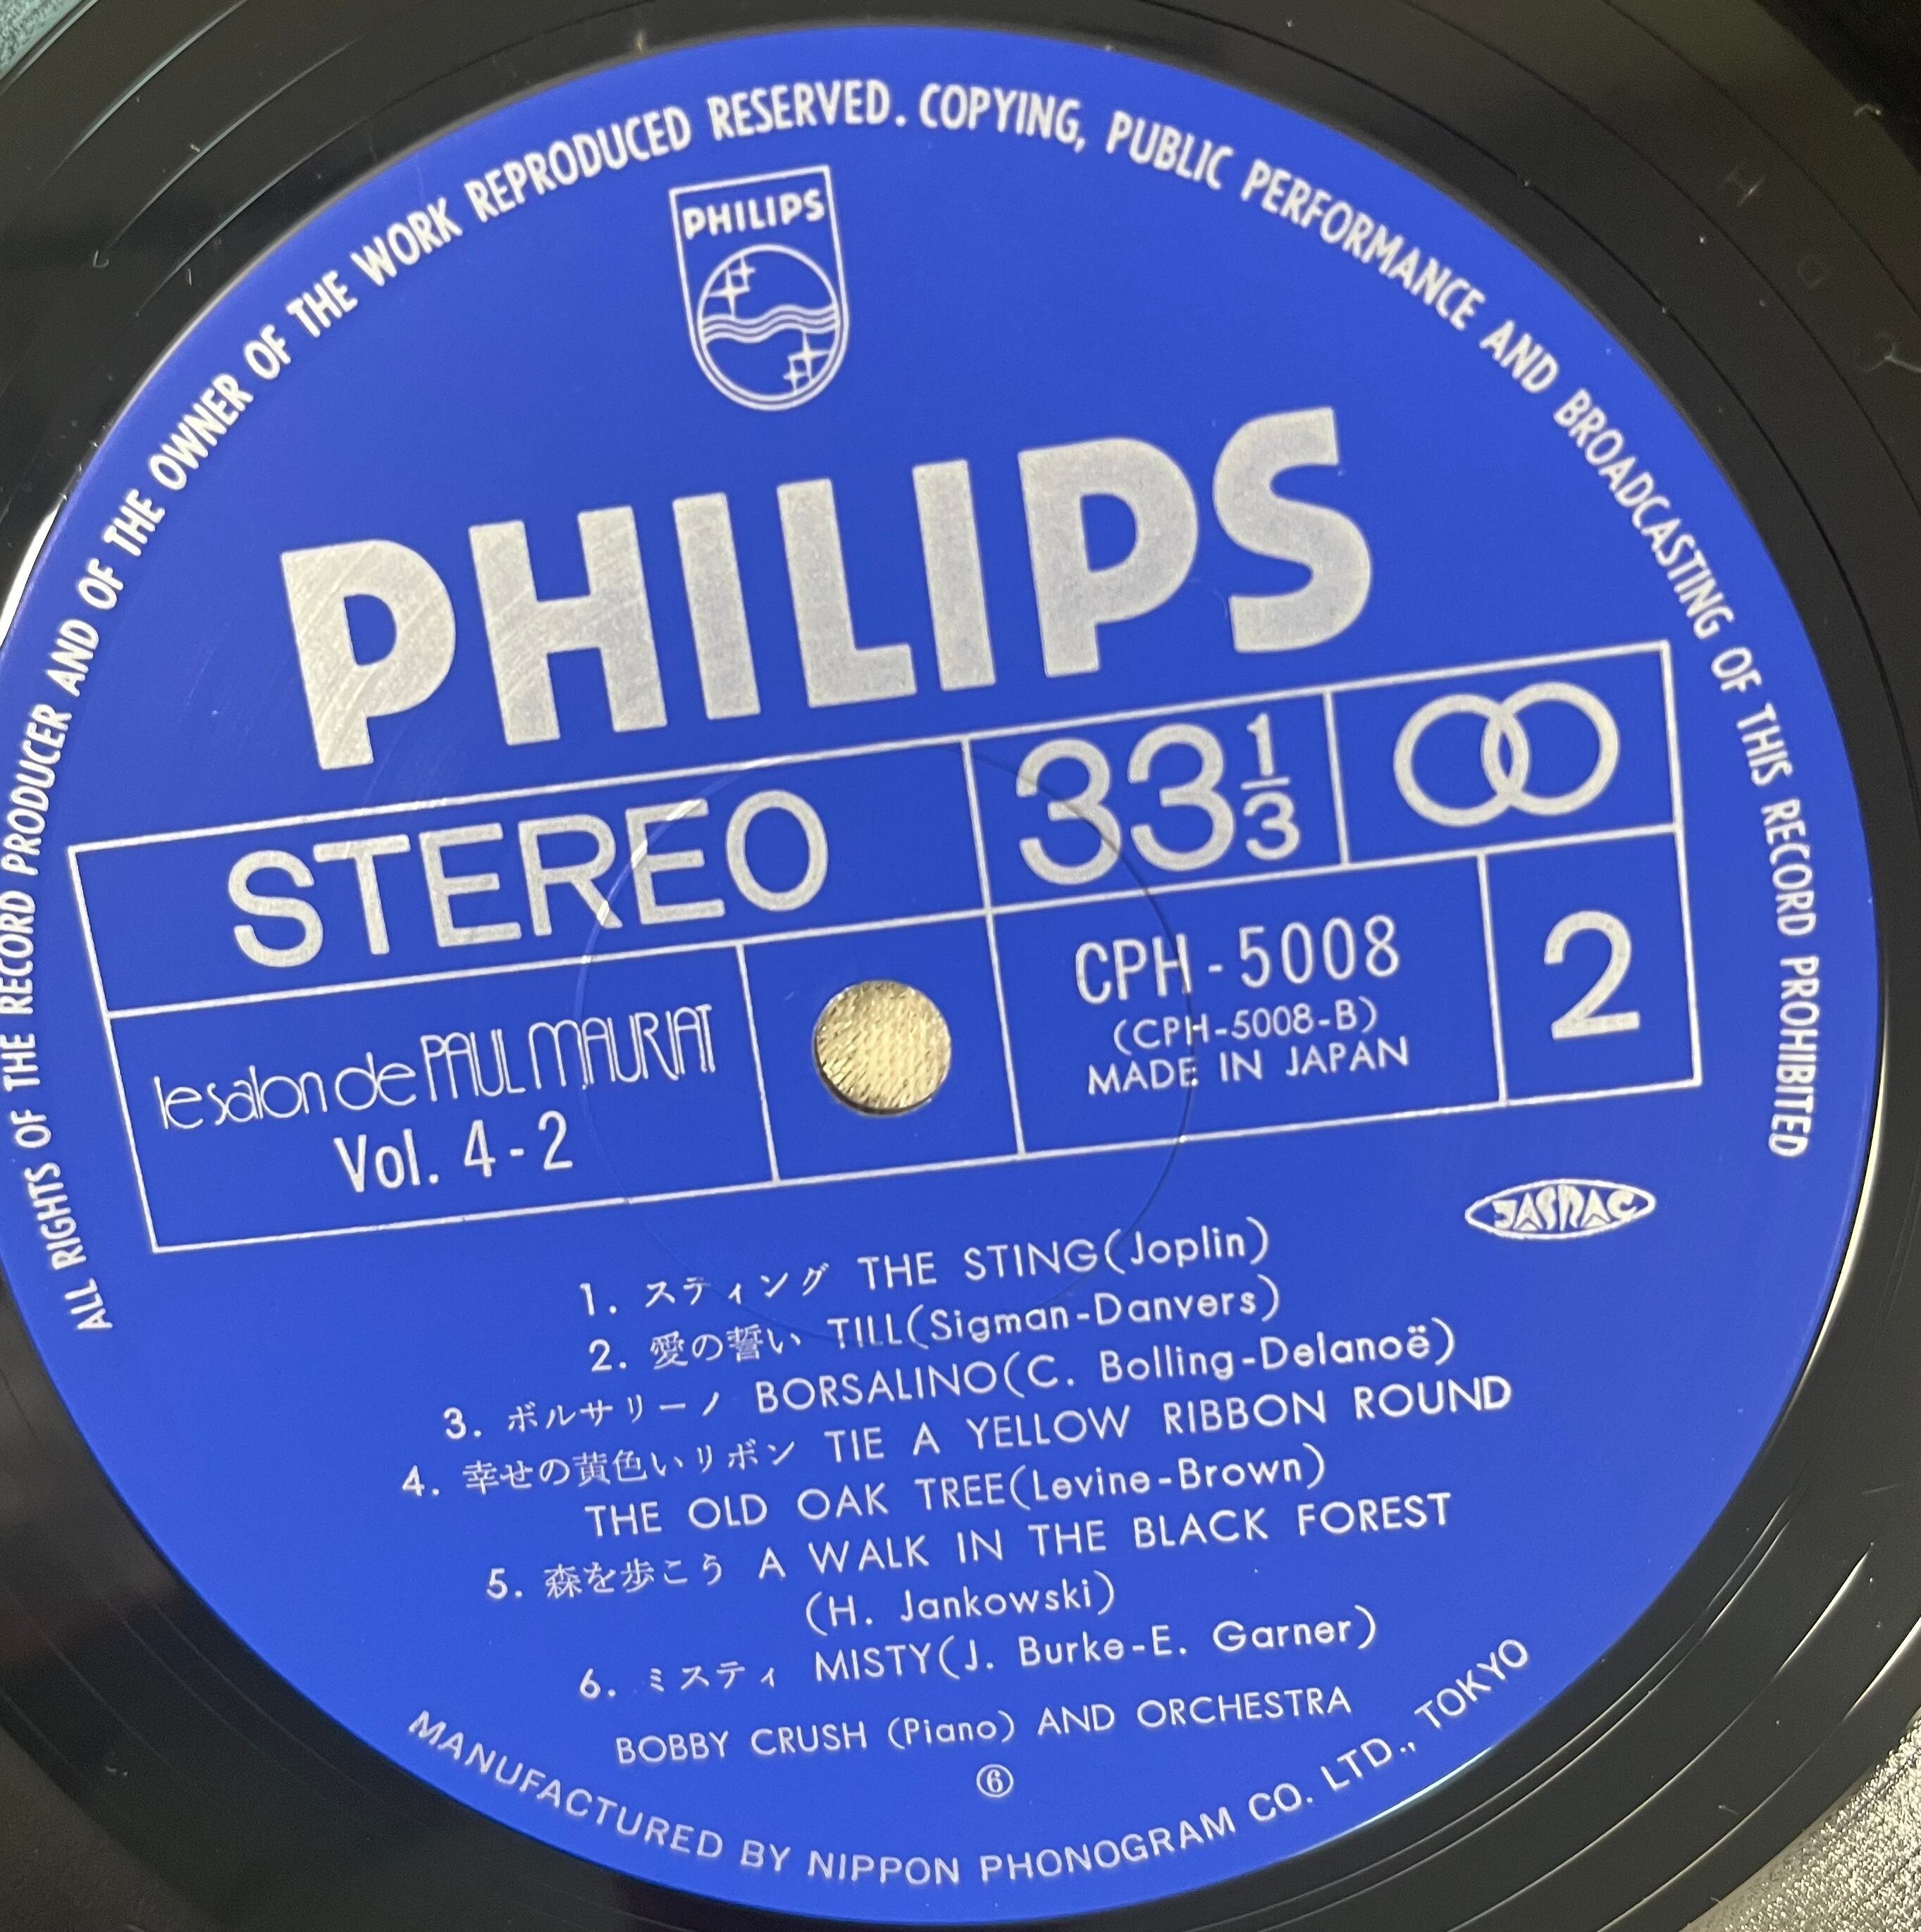 ALL RIGHTS OF THE RECORD PRODUCER AND OF THE OWNER OF THE WORK REPRODUCED RESERVED. COPYING, PUBLIC PERFORMANCE AND BROADCASTING OF THIS RECORD PROHIBITED
PHILIPS
PHILIPS
STEREO
33 1/3
le salon de PAUL MAURIAT
Vol. 4-2
CPH-5008
(CPH-5008-B)
MADE IN JAPAN
2
JASRAC
1. スティング THE STING(Joplin)
2. 愛の誓い TILL(Sigman-Danvers)
3. ボルサリーノ BORSALINO(C. Bolling-Delanoë)
4. 幸せの黄色いリボン TIE A YELLOW RIBBON ROUND
THE OLD OAK TREE(Levine-Brown)
5. 森を歩こう A WALK IN THE BLACK FOREST
(H. Jankowski)
6. ミスティ MISTY(J. Burke-E. Garner)
BOBBY CRUSH (Piano) AND ORCHESTRA
⑥
MANUFACTURED BY NIPPON PHONOGRAM CO. LTD., TOKYO